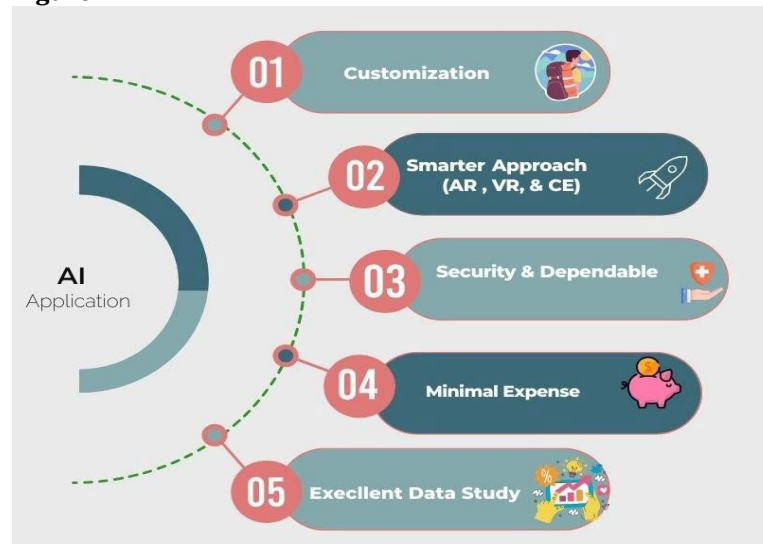 01
Customization
02
Smarter Approach
(AR , VR, & CE)
AI
Application
03
Security & Dependable
04
Minimal Expense
05
Execllent Data Study